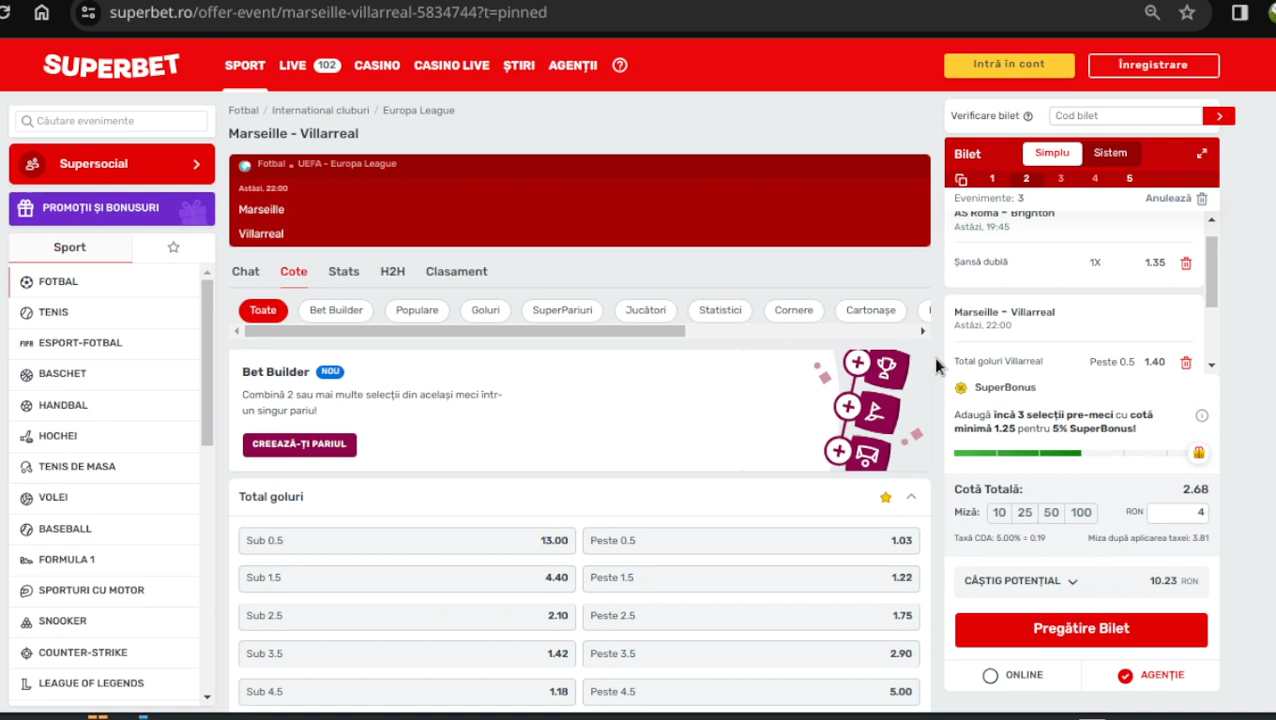 superbet.ro/offer-event/marseille-villarreal-5834744?t=pinned
SUPERBET
SPORT LIVE 102 CASINO CASINO LIVE ȘTIRI AGENȚII
Intră în cont
Înregistrare
Căutare evenimente
Supersocial
PROMOȚII ȘI BONUSURI
Sport
FOTBAL
TENIS
FIFA ESPORT-FOTBAL
BASCHET
HANDBAL
HOCHEI
TENIS DE MASA
VOLEI
BASEBALL
FORMULA 1
SPORTURI CU MOTOR
SNOOKER
COUNTER-STRIKE
LEAGUE OF LEGENDS
Fotbal / International cluburi / Europa League
Marseille - Villarreal
Fotbal UEFA - Europa League
Astăzi, 22:00
Marseille
Villarreal
Chat Cote Stats H2H Clasament
Toate Bet Builder Populare Goluri SuperPariuri Jucători Statistici Cornere Cartonașe
Bet Builder NOU
Combină 2 sau mai multe selecții din același meci într-
un singur pariu!
CREEAZĂ-ȚI PARIUL
Total goluri
Sub 0.5 13.00 Peste 0.5 1.03
Sub 1.5 4.40 Peste 1.5 1.22
Sub 2.5 2.10 Peste 2.5 1.75
Sub 3.5 1.42 Peste 3.5 2.90
Sub 4.5 1.18 Peste 4.5 5.00
Verificare bilet Cod bilet
Bilet Simplu Sistem
1 2 3 4 5
Evenimente: 3 Anulează
AS Roma - Brighton
Astăzi, 19:45
Șansă dublă 1X 1.35
Marseille - Villarreal
Astăzi, 22:00
Total goluri Villarreal Peste 0.5 1.40
SuperBonus
Adaugă încă 3 selecții pre-meci cu cotă
minimă 1.25 pentru 5% SuperBonus!
Cotă Totală: 2.68
Miză: 10 25 50 100 RON 4
Taxă CDA: 5.00% = 0.19 Miza după aplicarea taxei: 3.81
CÂȘTIG POTENȚIAL 10.23 RON
Pregătire Bilet
ONLINE AGENȚIE